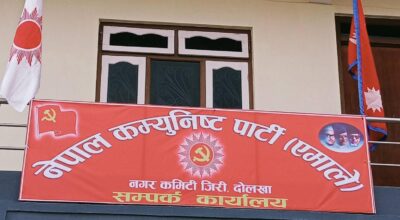 नेपाल कम्युनिष्ट पार्टी (एमाले)
नगर कमिटी जिरी, दोलखा
सम्पर्क कार्यालय